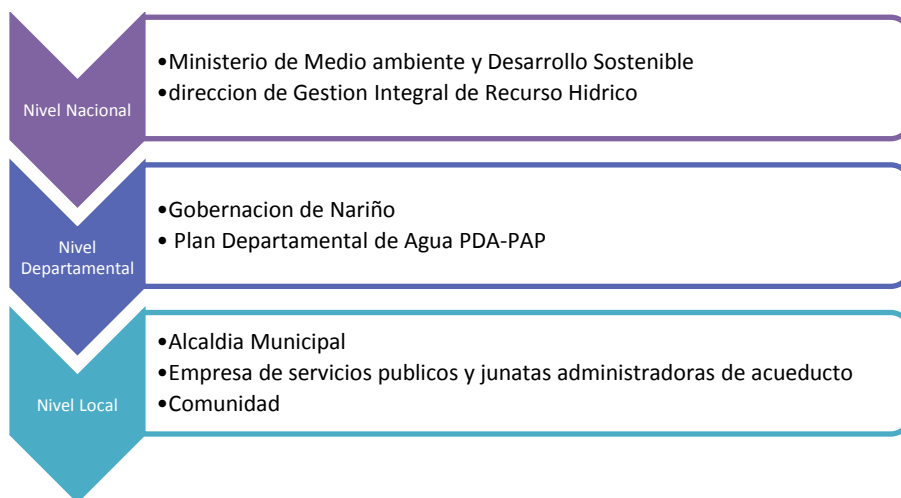 Nivel Nacional
•Ministerio de Medio ambiente y Desarrollo Sostenible
•direccion de Gestion Integral de Recurso Hidrico
Nivel
Departamental
•Gobernacion de Nariño
• Plan Departamental de Agua PDA-PAP
Nivel Local
•Alcaldia Municipal
•Empresa de servicios publicos y junatas administradoras de acueducto
•Comunidad